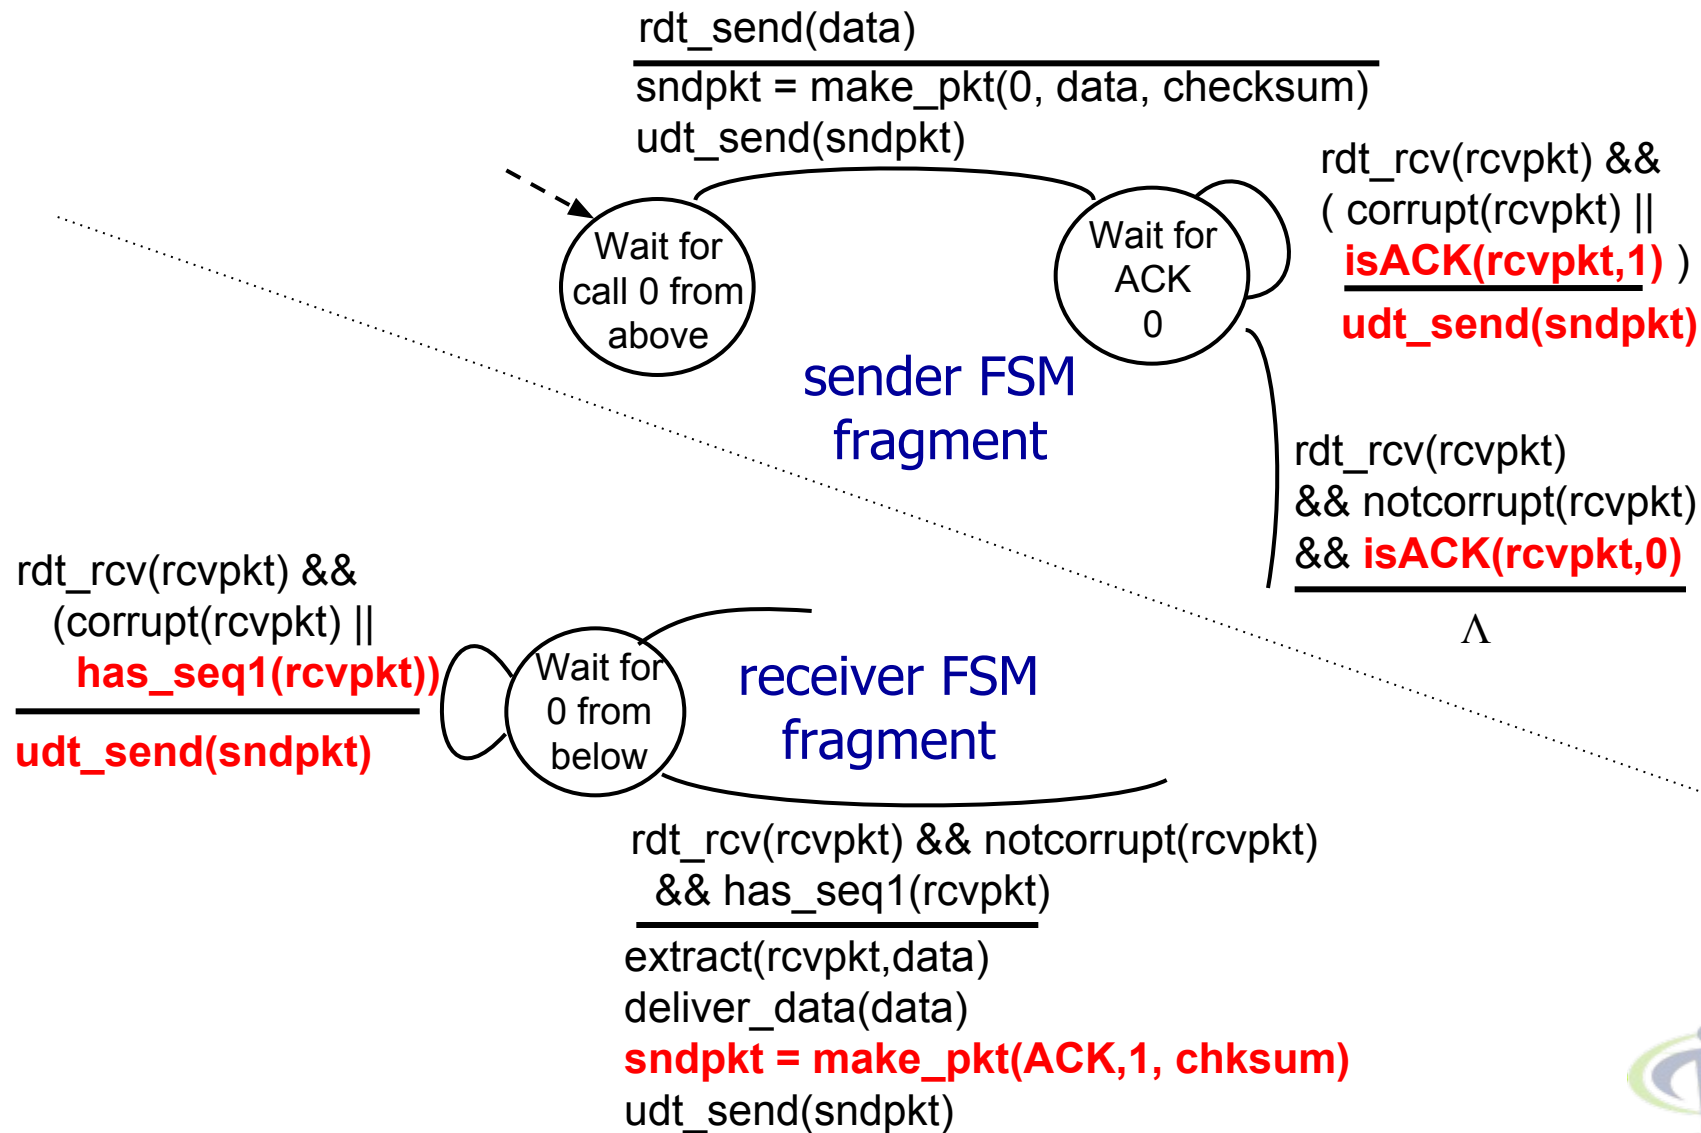 rdt_send(data)
sndpkt = make_pkt(0, data, checksum)
udt_send(sndpkt)
Wait for
call 0 from
above
Wait for
ACK
0
rdt_rcv(rcvpkt) &&
( corrupt(rcvpkt) ||
isACK(rcvpkt,1) )
udt_send(sndpkt)
sender FSM
fragment
rdt_rcv(rcvpkt)
&& notcorrupt(rcvpkt)
&& isACK(rcvpkt,0)
Λ
rdt_rcv(rcvpkt) &&
(corrupt(rcvpkt) ||
has_seq1(rcvpkt))
udt_send(sndpkt)
Wait for
0 from
below
receiver FSM
fragment
rdt_rcv(rcvpkt) && notcorrupt(rcvpkt)
&& has_seq1(rcvpkt)
extract(rcvpkt,data)
deliver_data(data)
sndpkt = make_pkt(ACK,1, chksum)
udt_send(sndpkt)